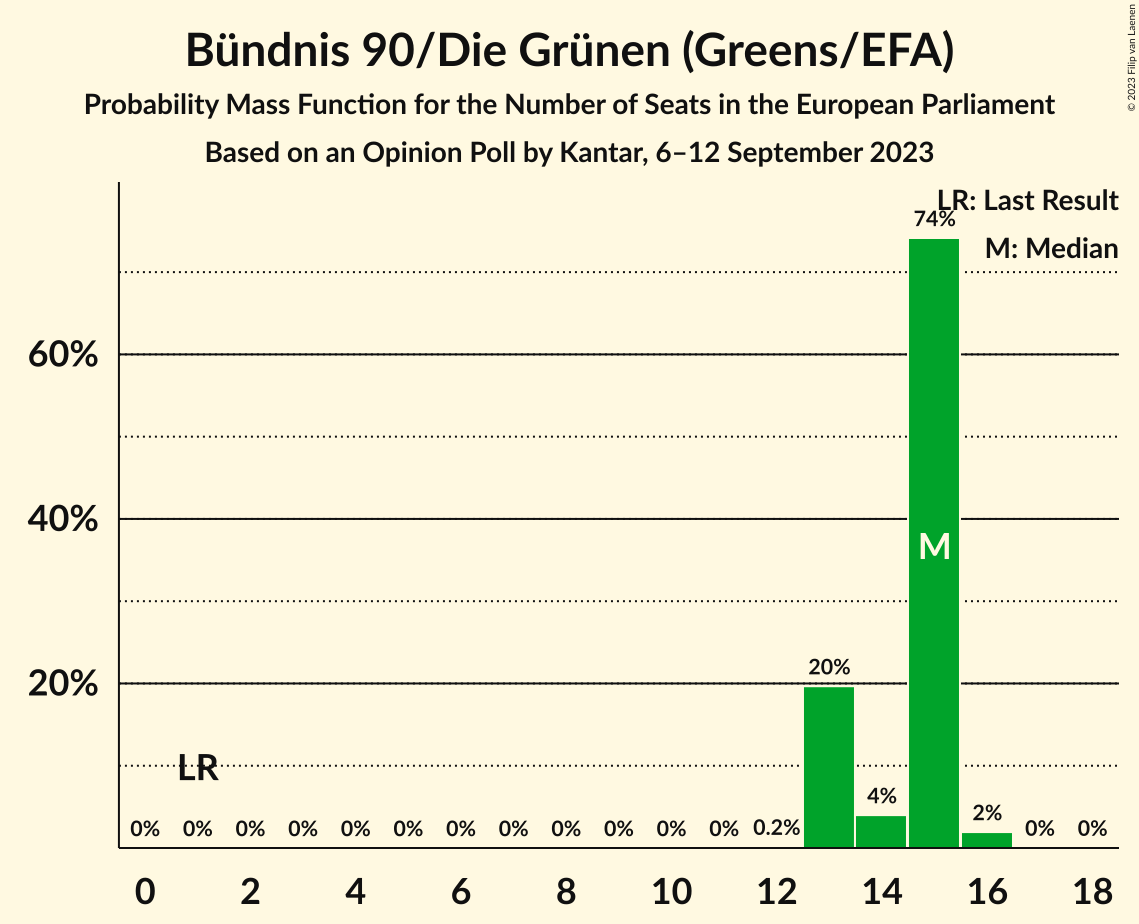 Bündnis 90/Die Grünen (Greens/EFA)
Probability Mass Function for the Number of Seats in the European Parliament
Based on an Opinion Poll by Kantar, 6–12 September 2023
© 2023 Filip van Laenen
LR: Last Result
M: Median
74%
60%
40%
M
20%
20%
LR
4%
2%
0% 0% 0% 0% 0% 0% 0% 0% 0% 0% 0% 0% 0.2% 0% 0%
0 2 4 6 8 10 12 14 16 18